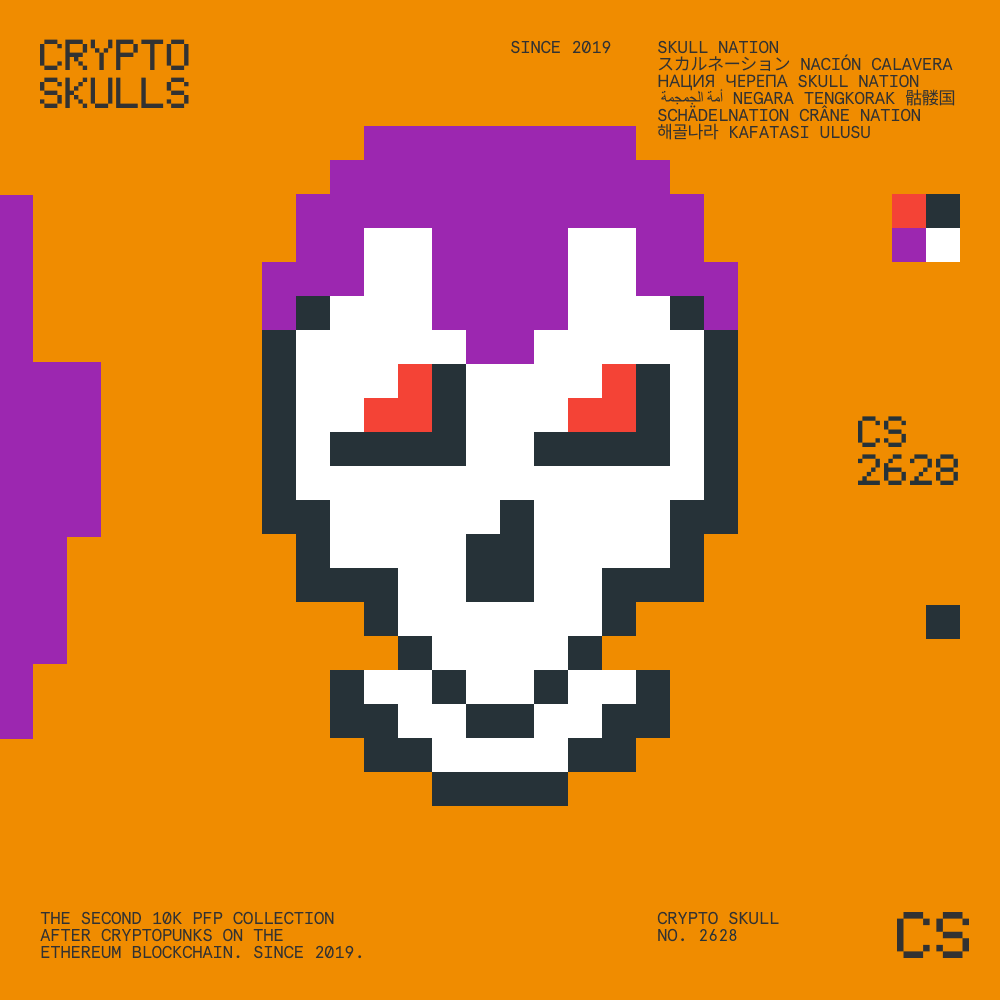 CRYPTO
SKULLS
SINCE 2019
SKULL NATION
スカルネーション NACIÓN CALAVERA
НАЦИЯ ЧЕРЕПА SKULL NATION
أمة الجمجمة NEGARA TENGKORAK 骷髅国
SCHÄDELNATION CRÂNE NATION
해골나라 KAFATASI ULUSU
CS
2628
THE SECOND 10K PFP COLLECTION
AFTER CRYPTOPUNKS ON THE
ETHEREUM BLOCKCHAIN. SINCE 2019.
CRYPTO SKULL
NO. 2628
CS